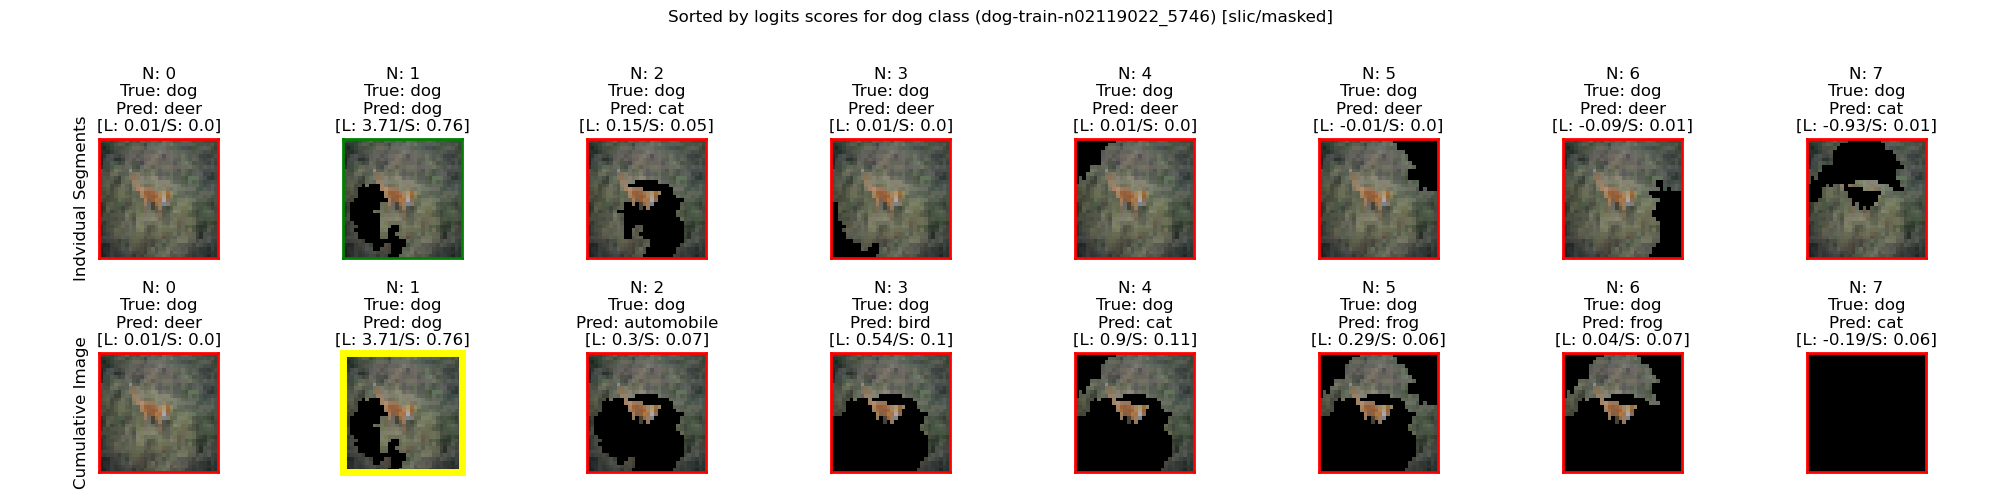 Sorted by logits scores for dog class (dog-train-n02119022_5746) [slic/masked]
Indvidual Segments
N: 0
True: dog
Pred: deer
[L: 0.01/S: 0.0]
N: 1
True: dog
Pred: dog
[L: 3.71/S: 0.76]
N: 2
True: dog
Pred: cat
[L: 0.15/S: 0.05]
N: 3
True: dog
Pred: deer
[L: 0.01/S: 0.0]
N: 4
True: dog
Pred: deer
[L: 0.01/S: 0.0]
N: 5
True: dog
Pred: deer
[L: -0.01/S: 0.0]
N: 6
True: dog
Pred: deer
[L: -0.09/S: 0.01]
N: 7
True: dog
Pred: cat
[L: -0.93/S: 0.01]
Cumulative Image
N: 0
True: dog
Pred: deer
[L: 0.01/S: 0.0]
N: 1
True: dog
Pred: dog
[L: 3.71/S: 0.76]
N: 2
True: dog
Pred: automobile
[L: 0.3/S: 0.07]
N: 3
True: dog
Pred: bird
[L: 0.54/S: 0.1]
N: 4
True: dog
Pred: cat
[L: 0.9/S: 0.11]
N: 5
True: dog
Pred: frog
[L: 0.29/S: 0.06]
N: 6
True: dog
Pred: frog
[L: 0.04/S: 0.07]
N: 7
True: dog
Pred: cat
[L: -0.19/S: 0.06]